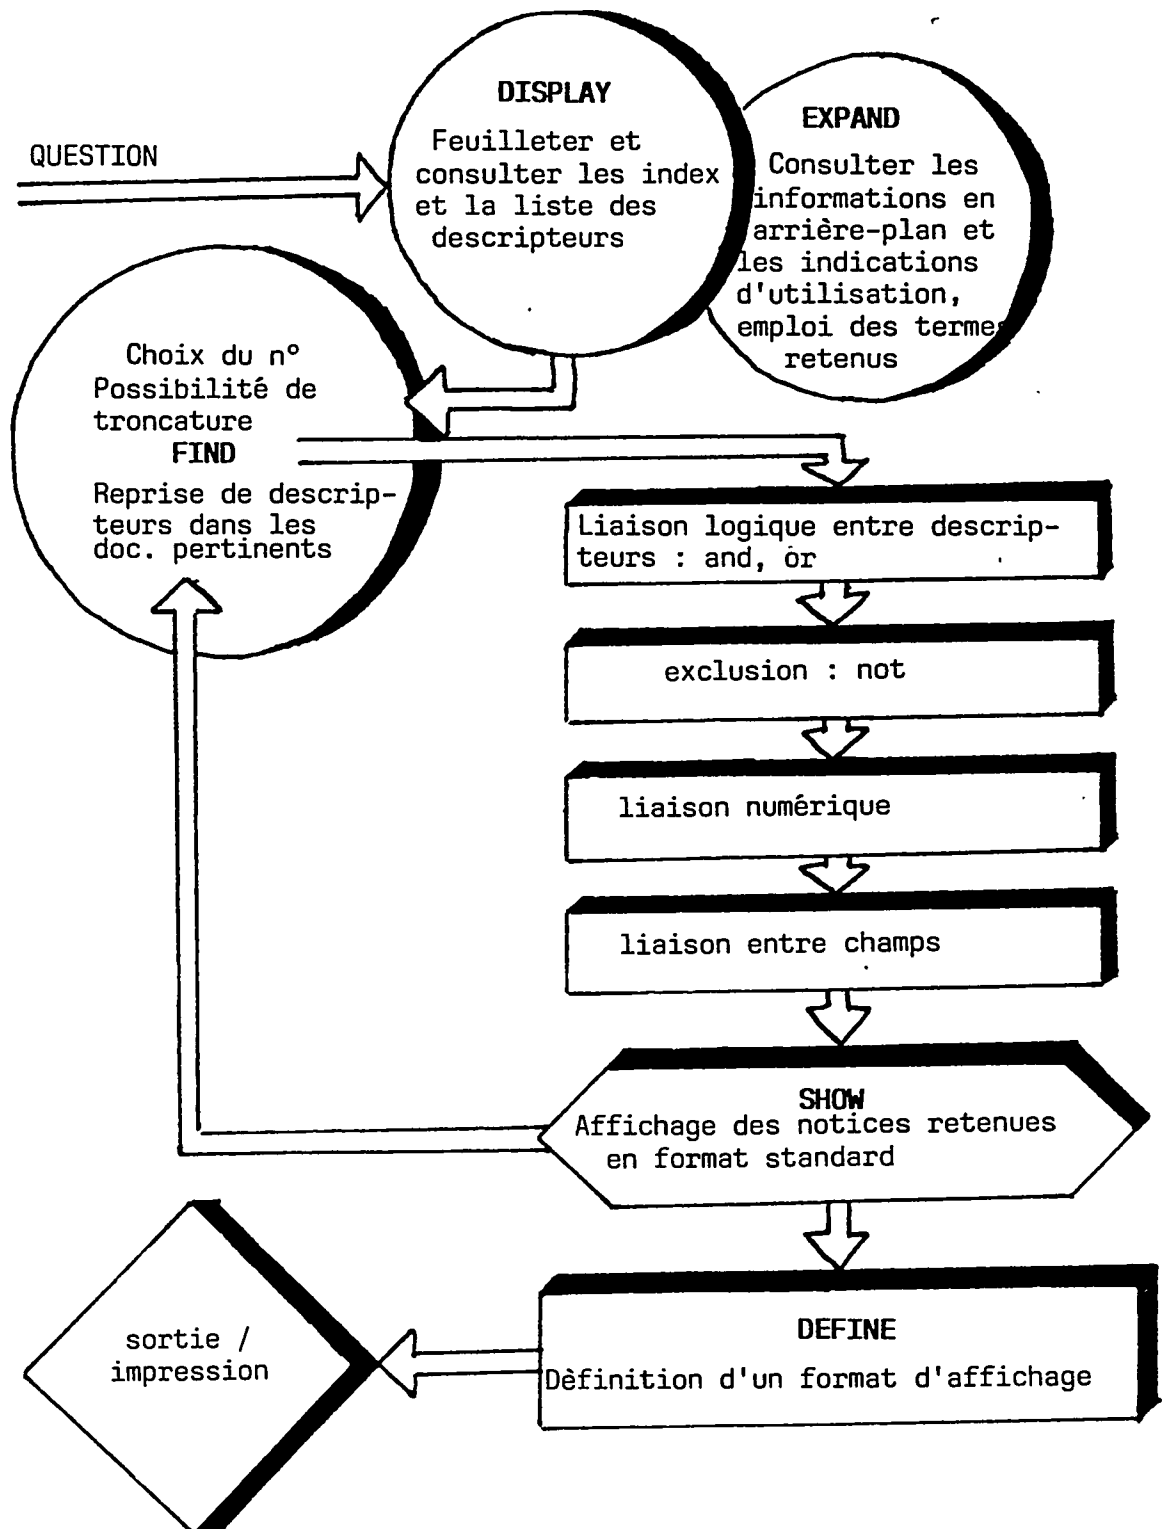 QUESTION
DISPLAY
Feuilleter et
consulter les index
et la liste des
descripteurs
EXPAND
Consulter les
informations en
arrière-plan et
les indications
d'utilisation,
emploi des termes
retenus
Choix du n°
Possibilité de
troncature
FIND
Reprise de descrip-
teurs dans les
doc. pertinents
Liaison logique entre descrip-
teurs : and, or
exclusion : not
liaison numérique
liaison entre champs
SHOW
Affichage des notices retenues
en format standard
DEFINE
Dèfinition d'un format d'affichage
sortie /
impression